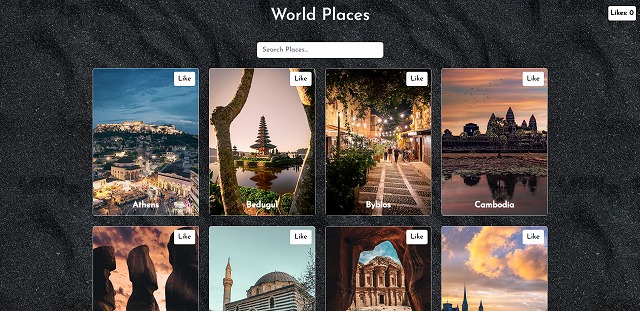 World Places
Likes: 0
Search Places...
Like
Like
Like
Like
Athens
Bedugul
Byblos
Cambodia
Like
Like
Like
Like